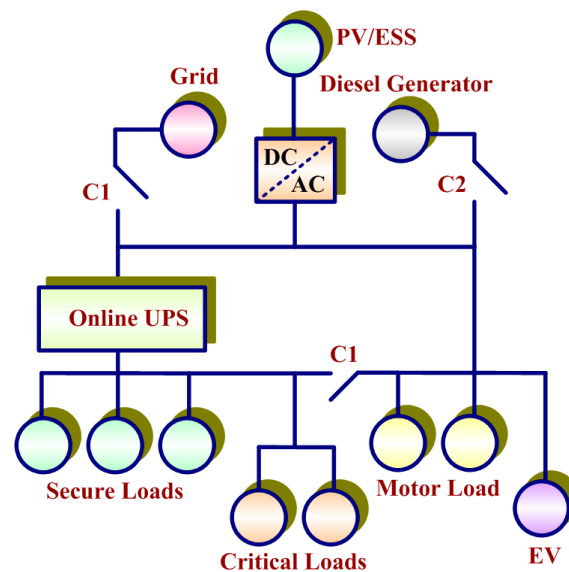 PV/ESS
Grid
Diesel Generator
DC
AC
C1
C2
Online UPS
C1
Secure Loads
Motor Load
Critical Loads
EV